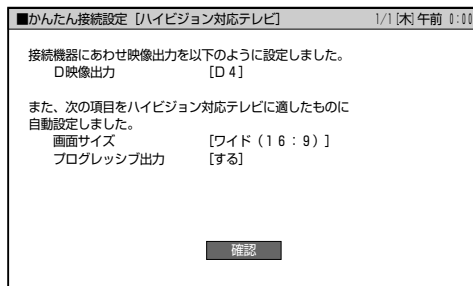 ■かんたん接続設定［ハイビジョン対応テレビ］ 1/1[木]午前 0:00
接続機器にあわせ映像出力を以下のように設定しました。
D映像出力 [D4]
また、次の項目をハイビジョン対応テレビに適したものに
自動設定しました。
画面サイズ [ワイド（16：9）]
プログレッシブ出力 [する]
確認